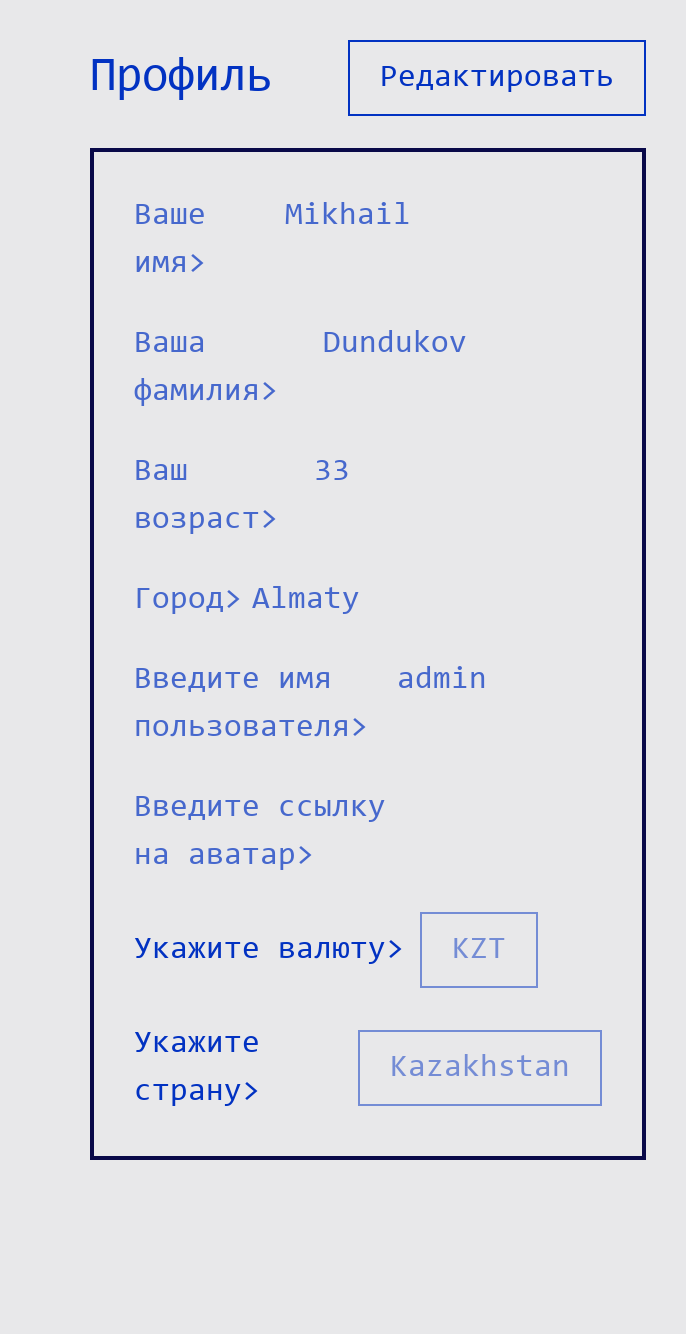 Профиль Редактировать
Ваше Mikhail
имя>
Ваша Dundukov
фамилия>
Ваш 33
возраст>
Город> Almaty
Введите имя admin
пользователя>
Введите ссылку
на аватар>
Укажите валюту> KZT
Укажите
страну> Kazakhstan